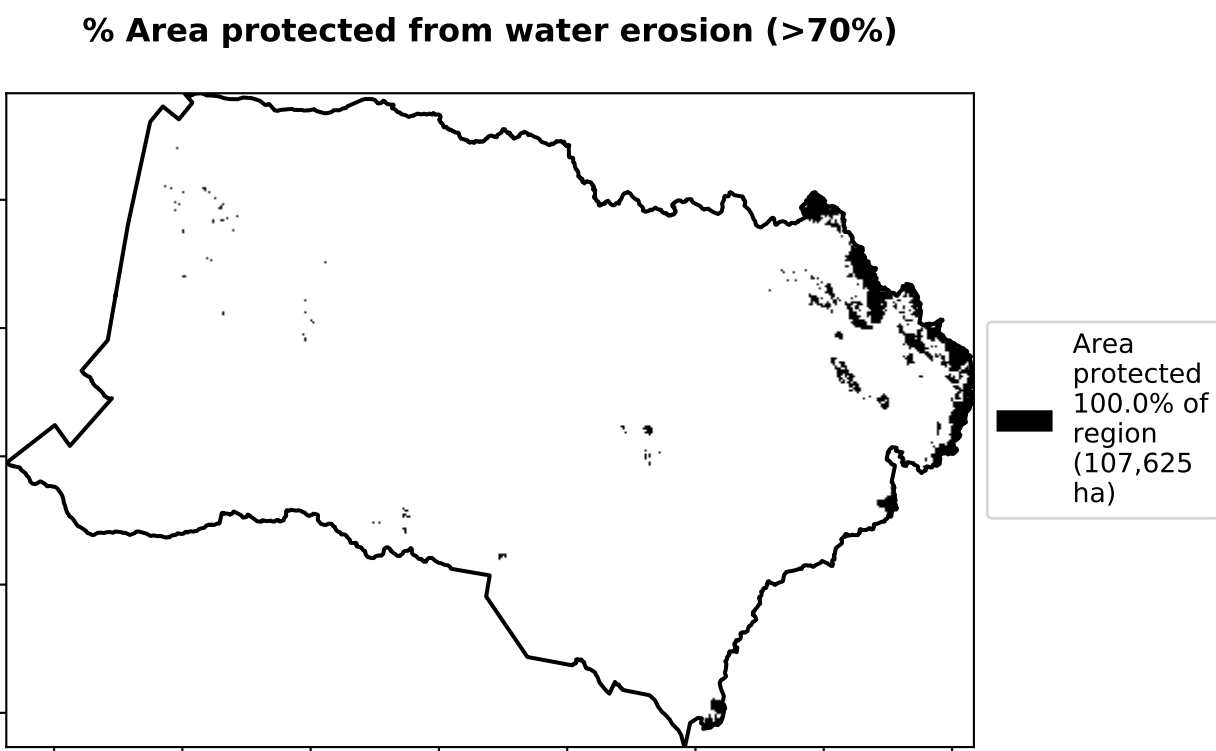 % Area protected from water erosion (>70%)
Area
protected
100.0% of
region
(107,625
ha)